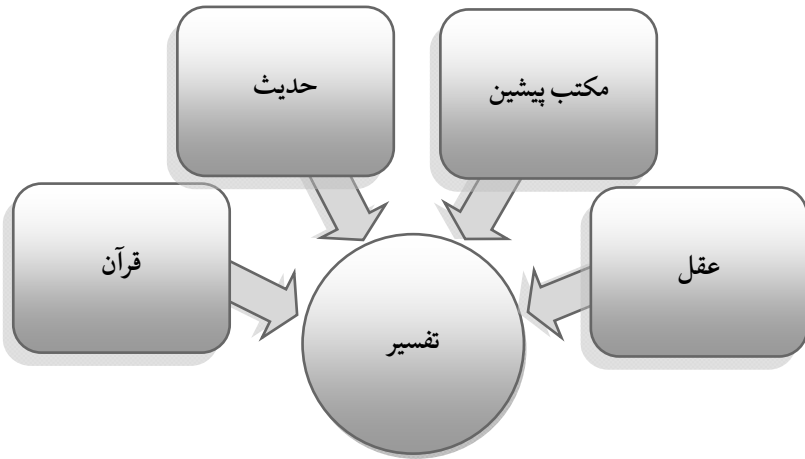 مکتب پیشین
حدیث
عقل
قرآن
تفسیر